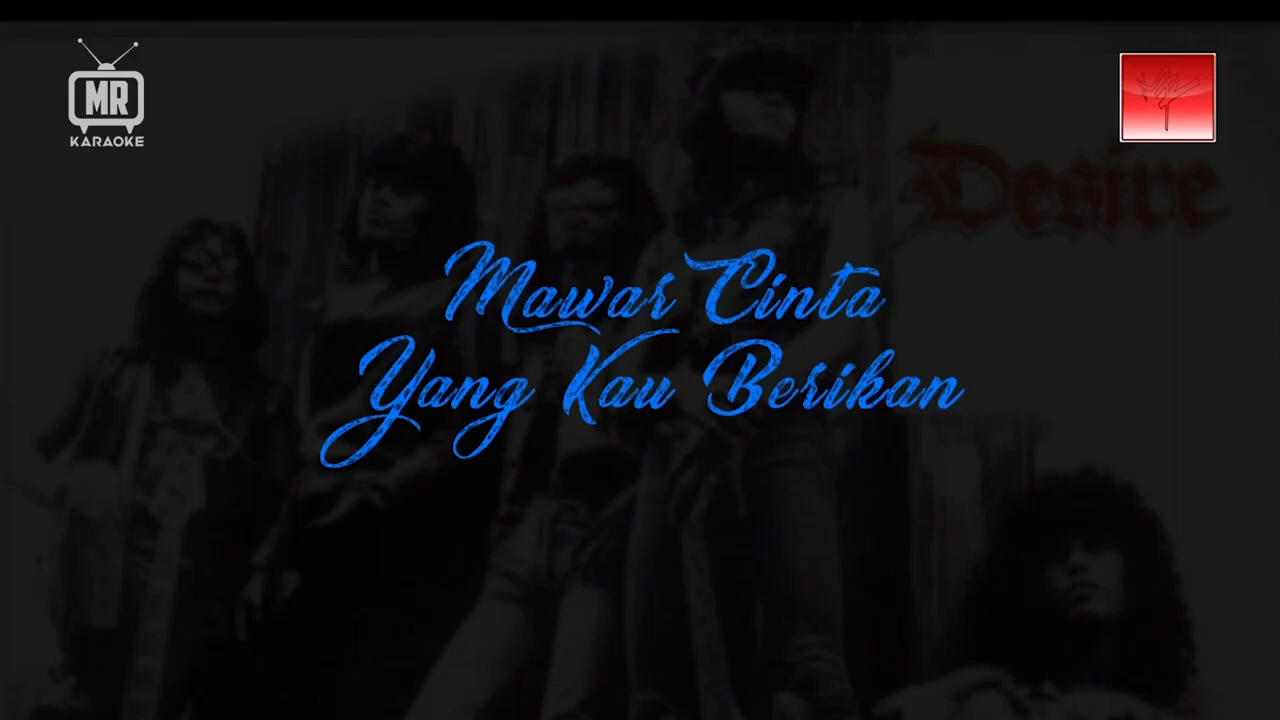 MR
KARAOKE
Desire
Mawar Cinta
Yang Kau Berikan